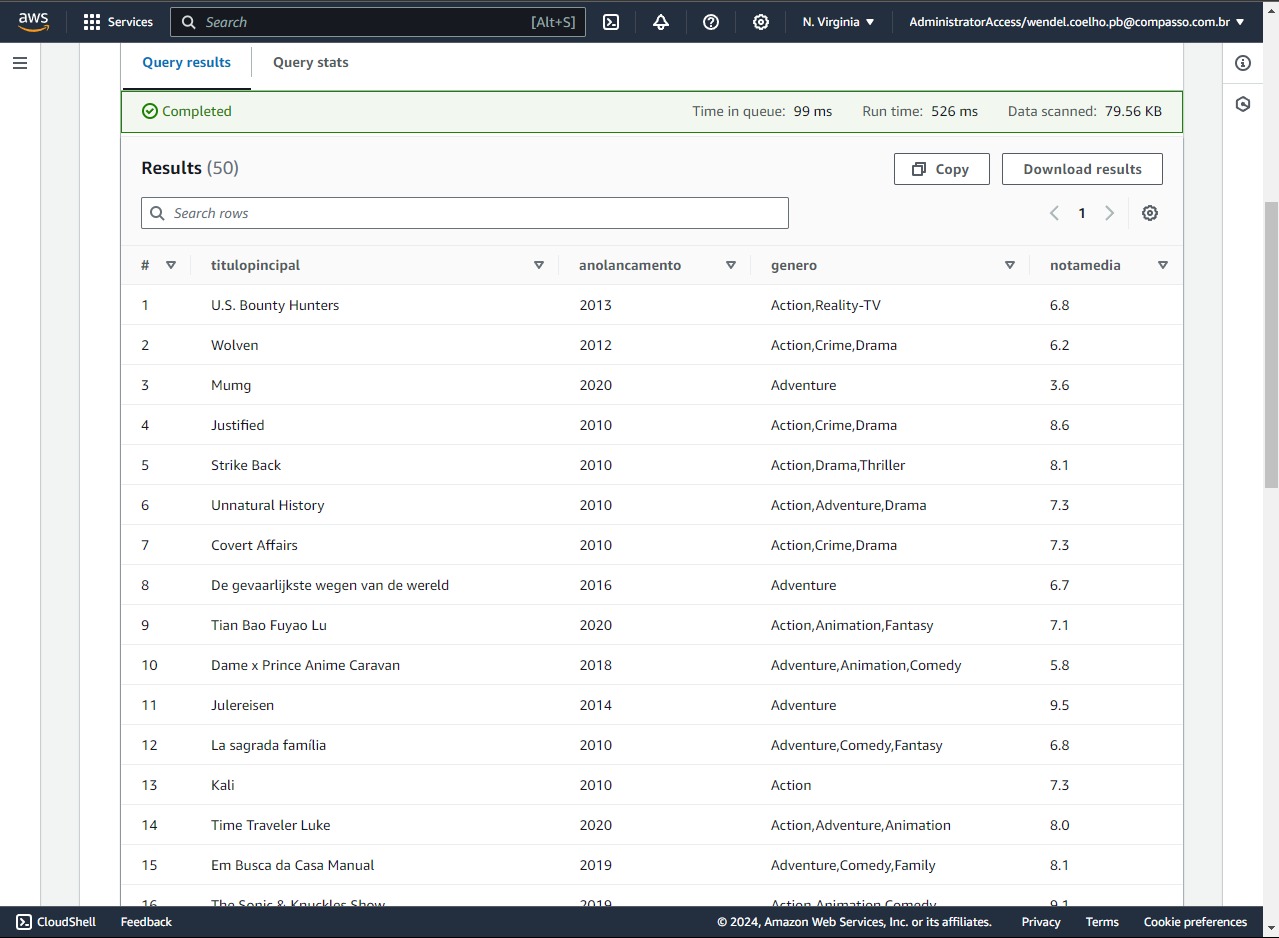 aws Services Search [Alt+S] N. Virginia AdministratorAccess/wendel.coelho.pb@compasso.com.br
Query results Query stats
Completed Time in queue: 99 ms Run time: 526 ms Data scanned: 79.56 KB
Results (50) Copy Download results
Search rows 1
# titulopincipal anolancamento genero notamedia
1 U.S. Bounty Hunters 2013 Action,Reality-TV 6.8
2 Wolven 2012 Action,Crime,Drama 6.2
3 Mumg 2020 Adventure 3.6
4 Justified 2010 Action,Crime,Drama 8.6
5 Strike Back 2010 Action,Drama,Thriller 8.1
6 Unnatural History 2010 Action,Adventure,Drama 7.3
7 Covert Affairs 2010 Action,Crime,Drama 7.3
8 De gevaarlijkste wegen van de wereld 2016 Adventure 6.7
9 Tian Bao Fuyao Lu 2020 Action,Animation,Fantasy 7.1
10 Dame x Prince Anime Caravan 2018 Adventure,Animation,Comedy 5.8
11 Julereisen 2014 Adventure 9.5
12 La sagrada família 2010 Adventure,Comedy,Fantasy 6.8
13 Kali 2010 Action 7.3
14 Time Traveler Luke 2020 Action,Adventure,Animation 8.0
15 Em Busca da Casa Manual 2019 Adventure,Comedy,Family 8.1
16 The Sonic & Knuckles Show 2019 Action,Animation,Comedy 9.1
CloudShell Feedback © 2024, Amazon Web Services, Inc. or its affiliates. Privacy Terms Cookie preferences